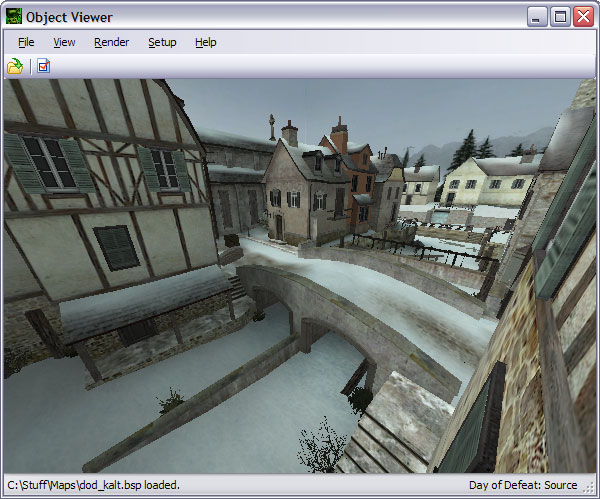 Object Viewer
File View Render Setup Help
C:\Stuff\Maps\dod_kalt.bsp loaded. Day of Defeat: Source